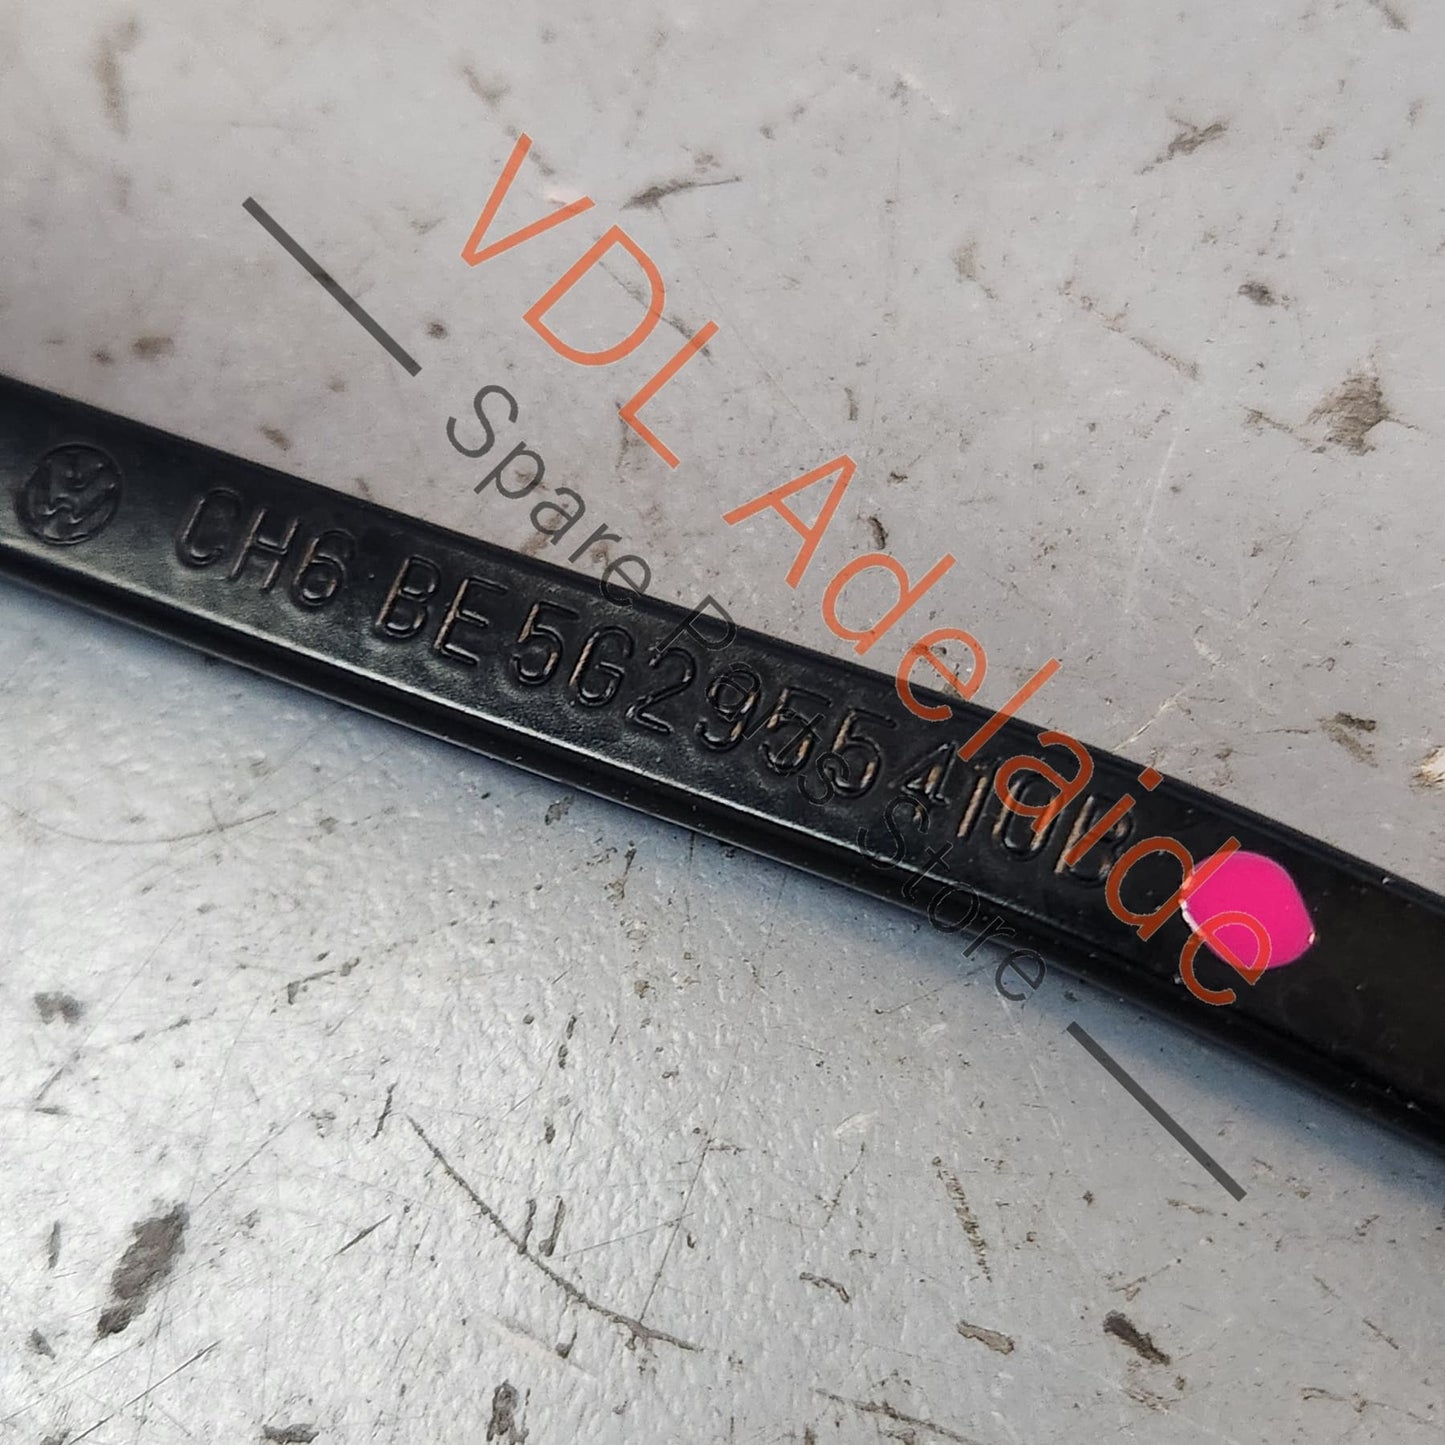 VDL Adelaide
Spare Parts Store
CH6 BE 5G2955410B